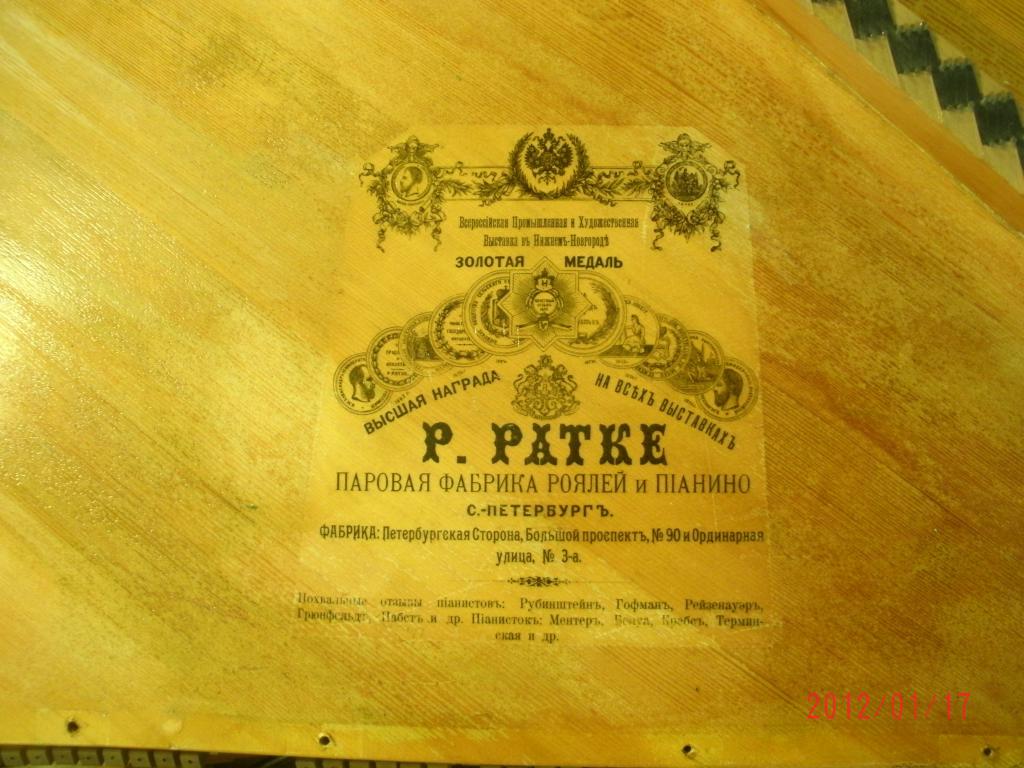 Всероссійская Промышленная и Художественная
Выставка въ Нижнемъ-Новгородѣ
ЗОЛОТАЯ МЕДАЛЬ
ВЫСШАЯ НАГРАДА НА ВСѢХЪ ВЫСТАВКАХЪ
Р. РАТКЕ
ПАРОВАЯ ФАБРИКА РОЯЛЕЙ и ПІАНИНО
С.-ПЕТЕРБУРГЪ.
ФАБРИКА: Петербургская Сторона, Большой проспектъ, № 90 и Ординарная
улица, № 3-а.
Похвальные отзывы піанистовъ: Рубинштейнъ, Гофманъ, Рейзенауэръ,
Грюнфельдъ, Пабстъ и др. Піанистокъ: Ментеръ, Кребсъ, Термин-
ская и др.
2012/01/17